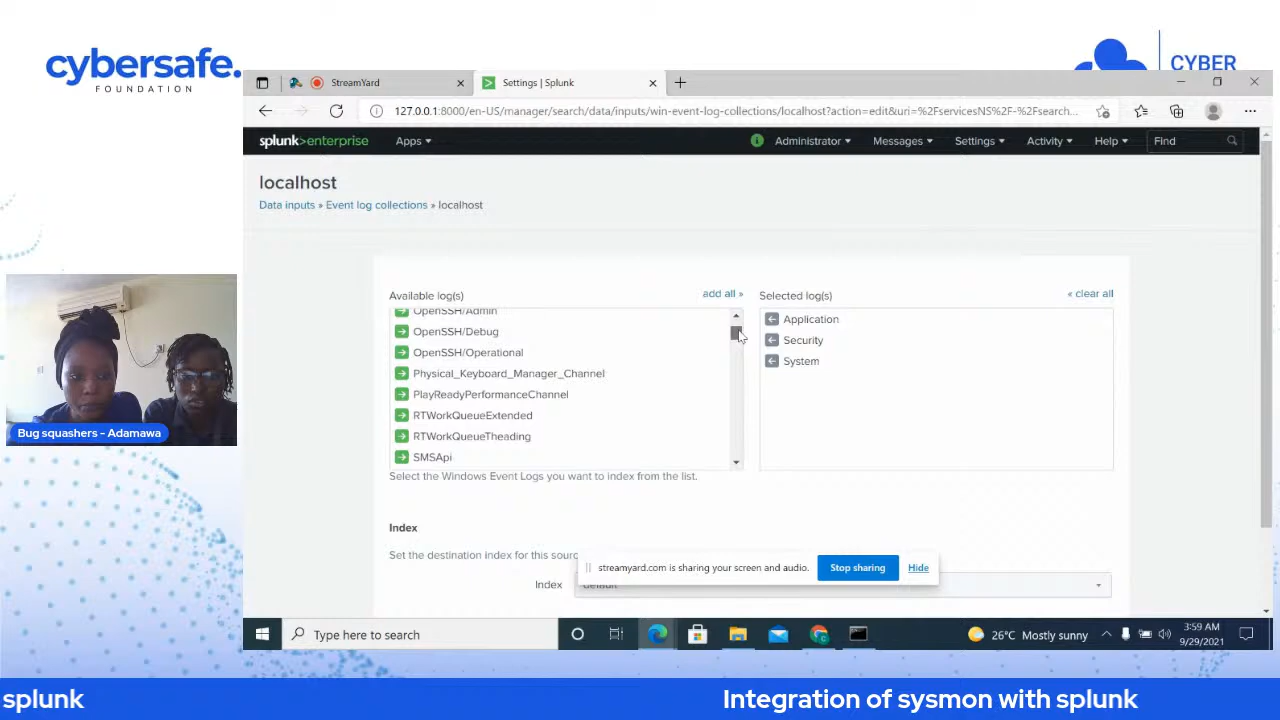 cybersafe.
FOUNDATION
CYBER
StreamYard
Settings | Splunk
127.0.0.1:8000/en-US/manager/search/data/inputs/win-event-log-collections/localhost?action=edit&uri=%2FservicesNS%2F-%2Fsearch...
splunk>enterprise
Apps
Administrator
Messages
Settings
Activity
Help
Find
localhost
Data inputs » Event log collections » localhost
Available log(s)
add all »
Selected log(s)
« clear all
OpenSSH/Admin
OpenSSH/Debug
OpenSSH/Operational
Physical_Keyboard_Manager_Channel
PlayReadyPerformanceChannel
RTWorkQueueExtended
RTWorkQueueTheading
SMSApi
Application
Security
System
Select the Windows Event Logs you want to index from the list.
Index
Set the destination index for this sourc
Index
default
streamyard.com is sharing your screen and audio.
Stop sharing
Hide
Bug squashers - Adamawa
Type here to search
26°C Mostly sunny
3:59 AM
9/29/2021
splunk
Integration of sysmon with splunk